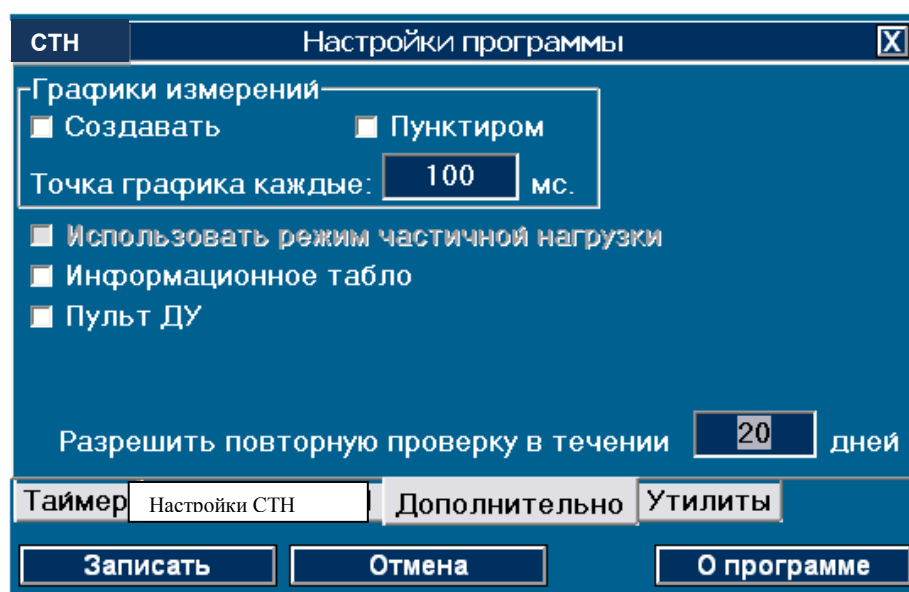 СТН Настройки программы X
Графики измерений
Создавать Пунктиром
Точка графика каждые: 100 мс.
Использовать режим частичной нагрузки
Информационное табло
Пульт ДУ
Разрешить повторную проверку в течении 20 дней
Таймер Настройки СТН Дополнительно Утилиты
Записать Отмена О программе